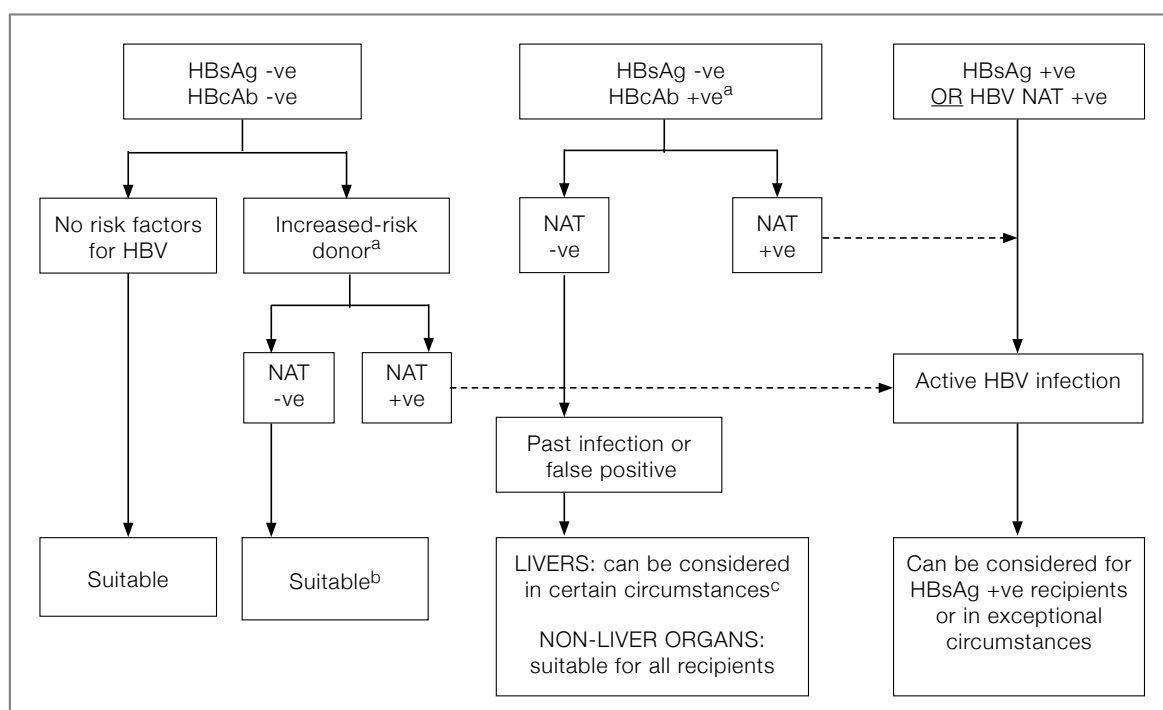 HBsAg -ve
HBcAb -ve
HBsAg -ve
HBcAb +veᵃ
HBsAg +ve
OR HBV NAT +ve
No risk factors
for HBV
Increased-risk
donorᵃ
NAT
-ve
NAT
+ve
NAT
-ve
NAT
+ve
Active HBV infection
Past infection or
false positive
Suitable
Suitableᵇ
LIVERS: can be considered
in certain circumstancesᶜ
NON-LIVER ORGANS:
suitable for all recipients
Can be considered for
HBsAg +ve recipients
or in exceptional
circumstances